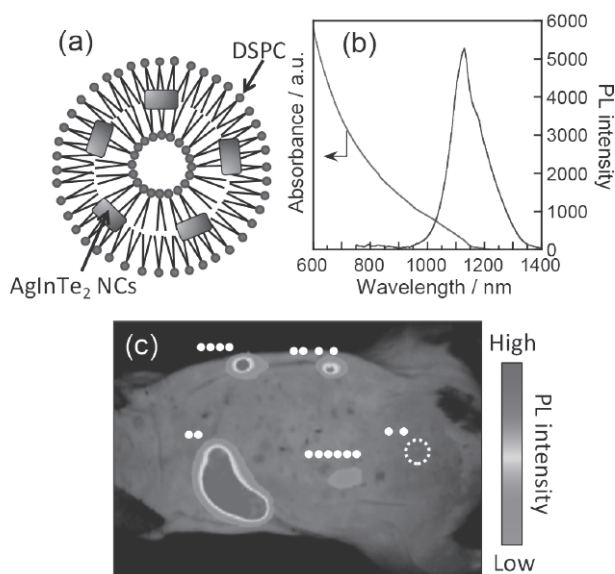 (a)
DSPC
AgInTe₂ NCs
(b)
Absorbance / a.u.
PL intensity
6000
5000
4000
3000
2000
1000
0
600 800 1000 1200 1400
Wavelength / nm
(c)
High
PL intensity
Low